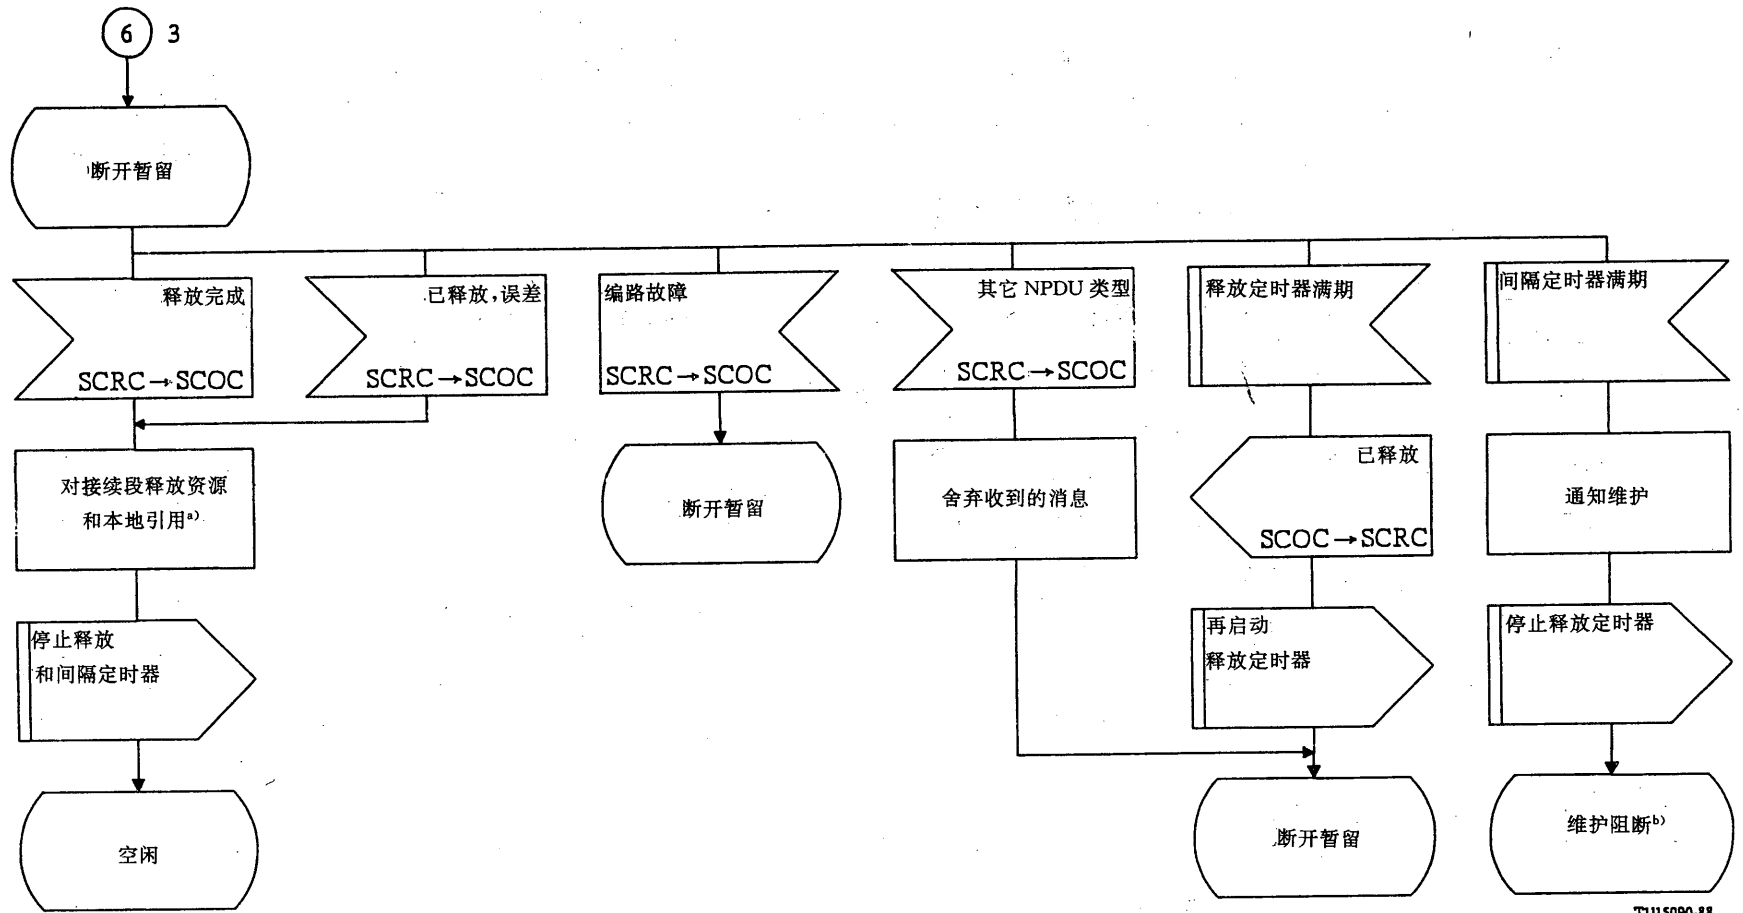 6 3
断开暂留
释放完成
SCRC→SCOC
已释放,误差
SCRC→SCOC
编路故障
SCRC→SCOC
其它 NPDU 类型
SCRC→SCOC
释放定时器满期
间隔定时器满期
对接续段释放资源
和本地引用a)
断开暂留
舍弃收到的消息
已释放
SCOC→SCRC
通知维护
停止释放
和间隔定时器
再启动
释放定时器
停止释放定时器
空闲
断开暂留
维护阻断b)
T1115090-88